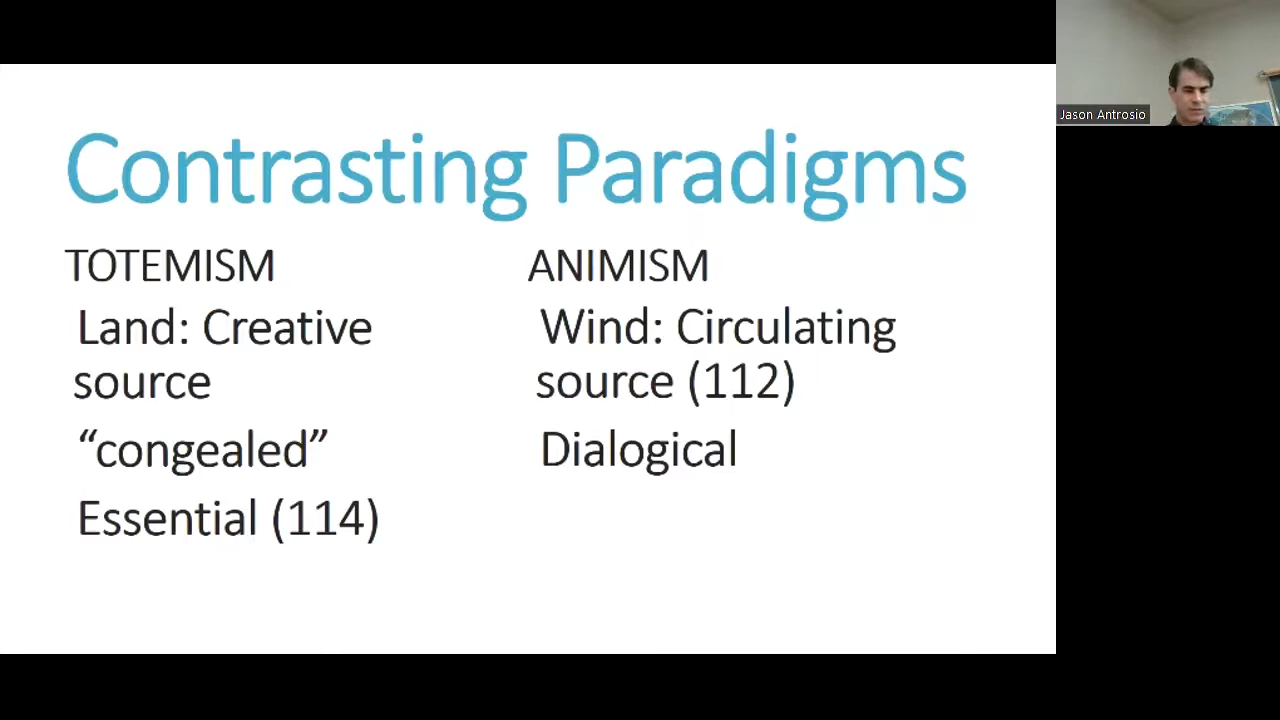 Contrasting Paradigms
TOTEMISM
Land: Creative
source
“congealed”
Essential (114)
ANIMISM
Wind: Circulating
source (112)
Dialogical
Jason Antrosio